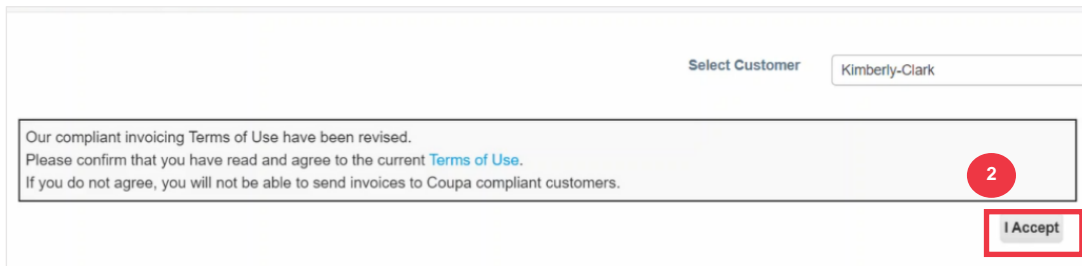 Select Customer Kimberly-Clark
Our compliant invoicing Terms of Use have been revised.
Please confirm that you have read and agree to the current Terms of Use.
If you do not agree, you will not be able to send invoices to Coupa compliant customers.
2
I Accept